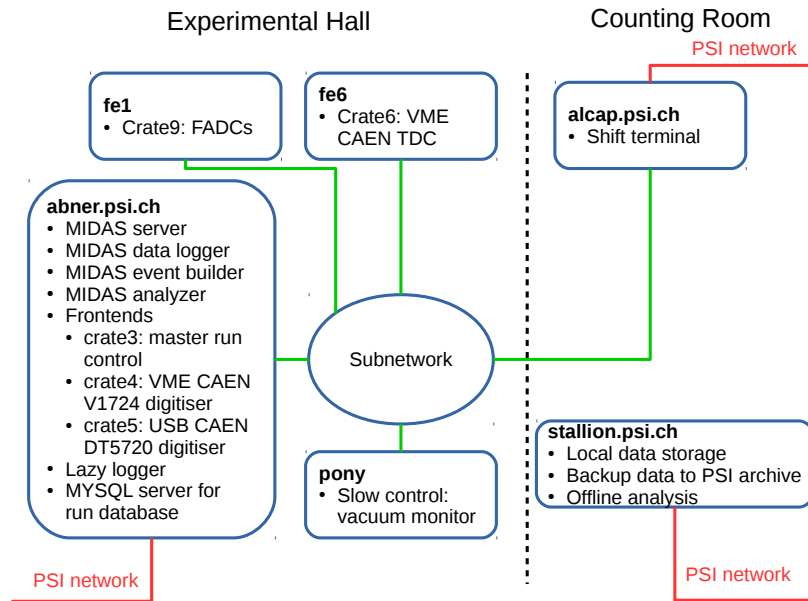 Experimental Hall
Counting Room
PSI network
fe1
• Crate9: FADCs
fe6
• Crate6: VME
CAEN TDC
alcap.psi.ch
• Shift terminal
abner.psi.ch
• MIDAS server
• MIDAS data logger
• MIDAS event builder
• MIDAS analyzer
• Frontends
• crate3: master run
control
• crate4: VME CAEN
V1724 digitiser
• crate5: USB CAEN
DT5720 digitiser
• Lazy logger
• MYSQL server for
run database
Subnetwork
pony
• Slow control:
vacuum monitor
stallion.psi.ch
• Local data storage
• Backup data to PSI archive
• Offline analysis
PSI network
PSI network